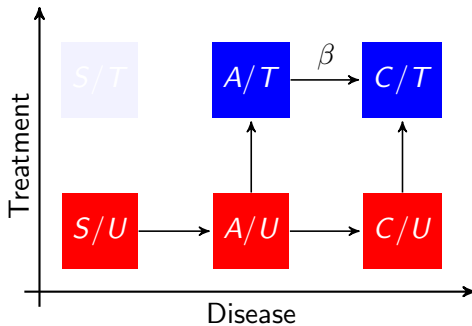 β
S/T A/T C/T
Treatment
S/U A/U C/U
Disease